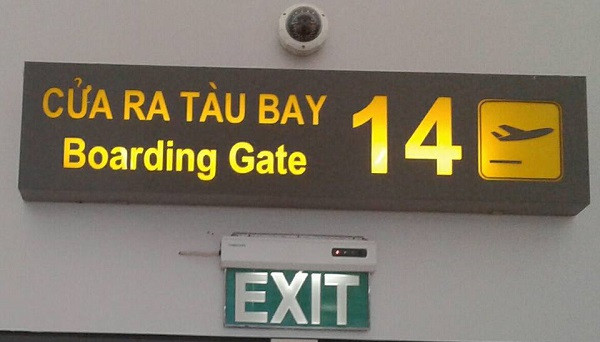 CỬA RA TÀU BAY
Boarding Gate
14
EXIT